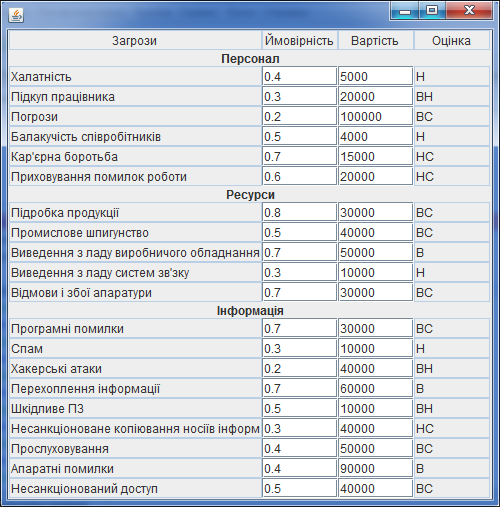 Загрози Ймовірність Вартість Оцінка
Персонал
Халатність 0.4 5000 Н
Підкуп працівника 0.3 20000 ВН
Погрози 0.2 100000 ВС
Балакучість співробітників 0.5 4000 Н
Кар'єрна боротьба 0.7 15000 НС
Приховування помилок роботи 0.6 20000 НС
Ресурси
Підробка продукції 0.8 30000 ВС
Промислове шпигунство 0.5 40000 ВС
Виведення з ладу виробничого обладнання 0.7 50000 В
Виведення з ладу систем зв'зку 0.3 10000 Н
Відмови і збої апаратури 0.7 30000 ВС
Інформація
Програмні помилки 0.7 30000 ВС
Спам 0.3 10000 Н
Хакерські атаки 0.2 40000 ВН
Перехоплення інформації 0.7 60000 В
Шкідливе ПЗ 0.5 10000 ВН
Несанкціоноване копіювання носіїв інформ 0.3 40000 НС
Прослуховування 0.4 50000 ВС
Апаратні помилки 0.4 90000 В
Несанкціонований доступ 0.5 40000 ВС